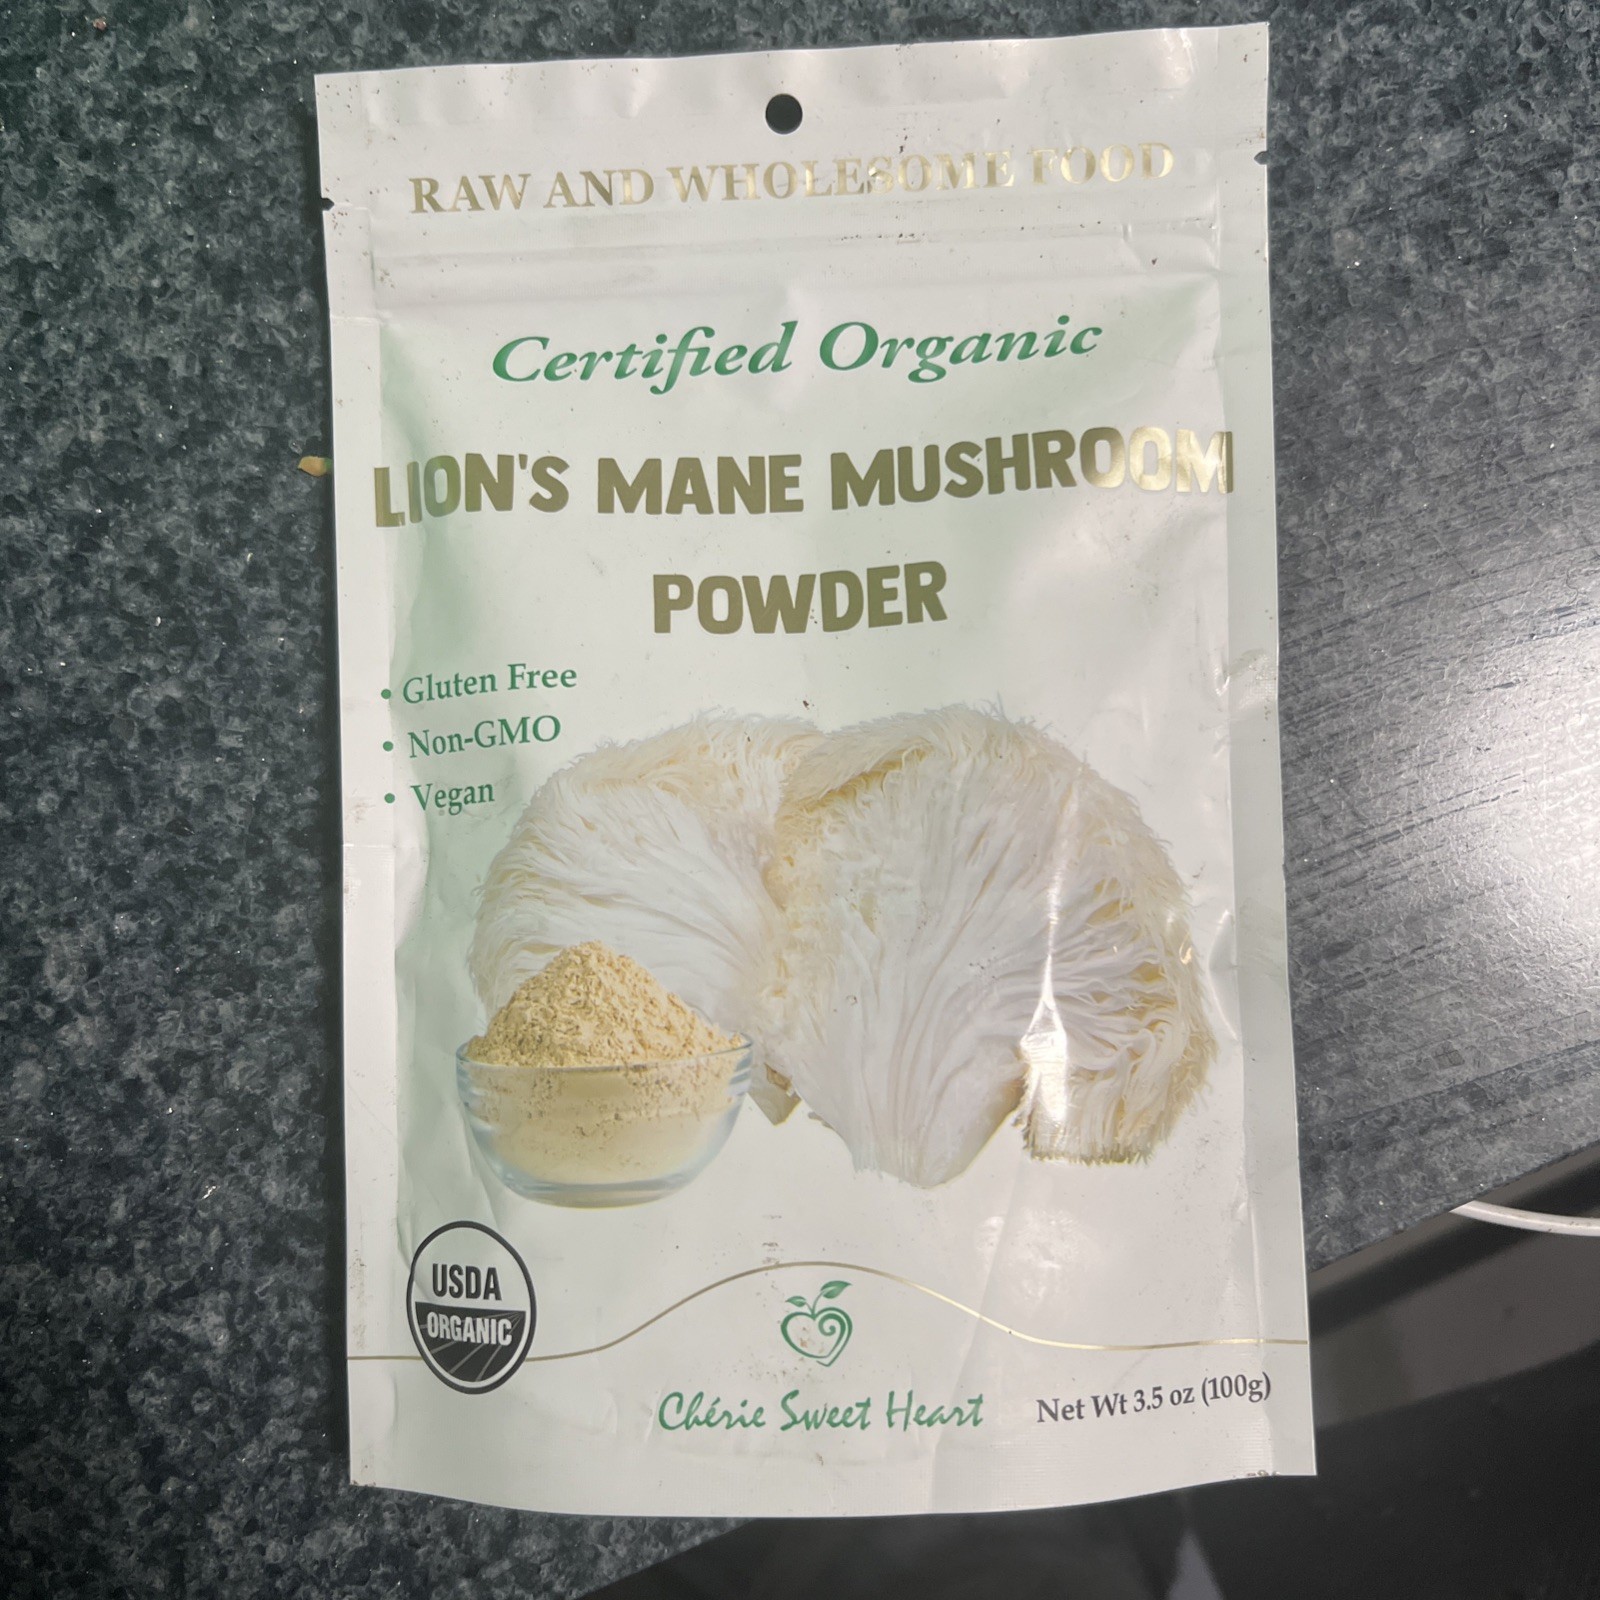 RAW AND WHOLESOME FOOD
Certified Organic
LION'S MANE MUSHROOM
POWDER
• Gluten Free
• Non-GMO
• Vegan
USDA
ORGANIC
Chérie Sweet Heart
Net Wt 3.5 oz (100g)